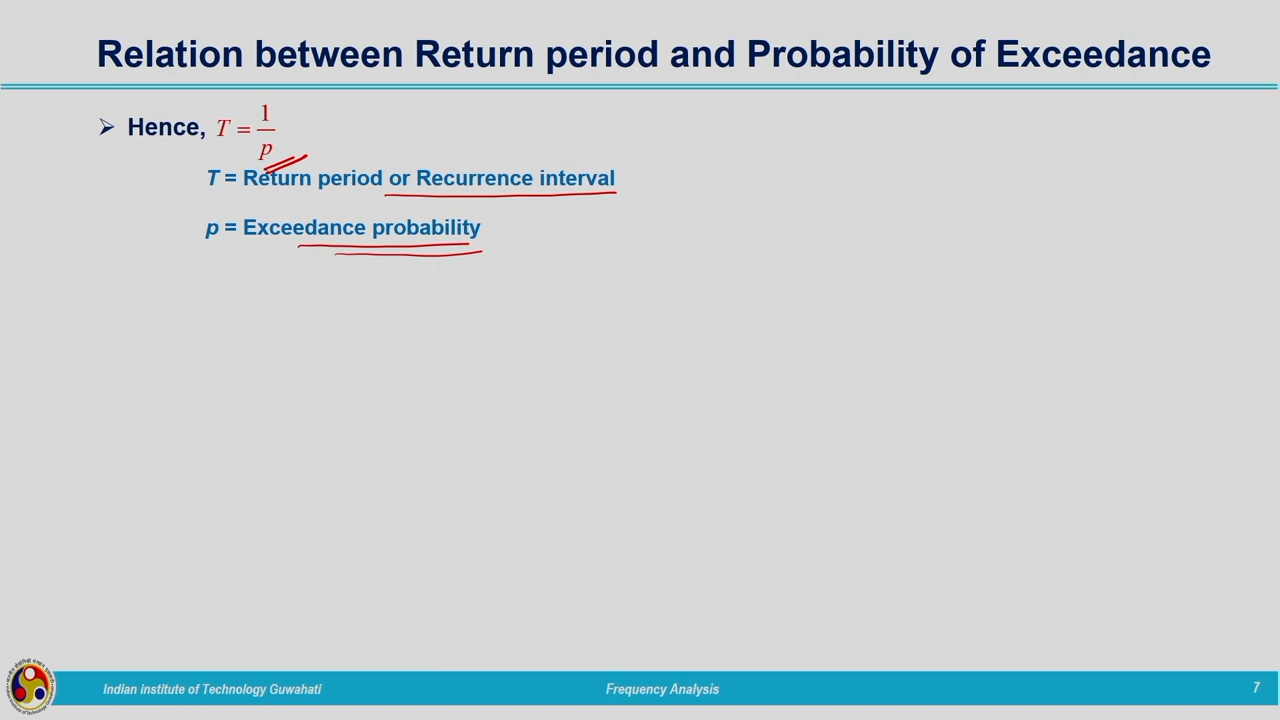 Relation between Return period and Probability of Exceedance
➢ Hence, T = 1/p
T = Return period or Recurrence interval
p = Exceedance probability
Indian institute of Technology Guwahati
Frequency Analysis
7